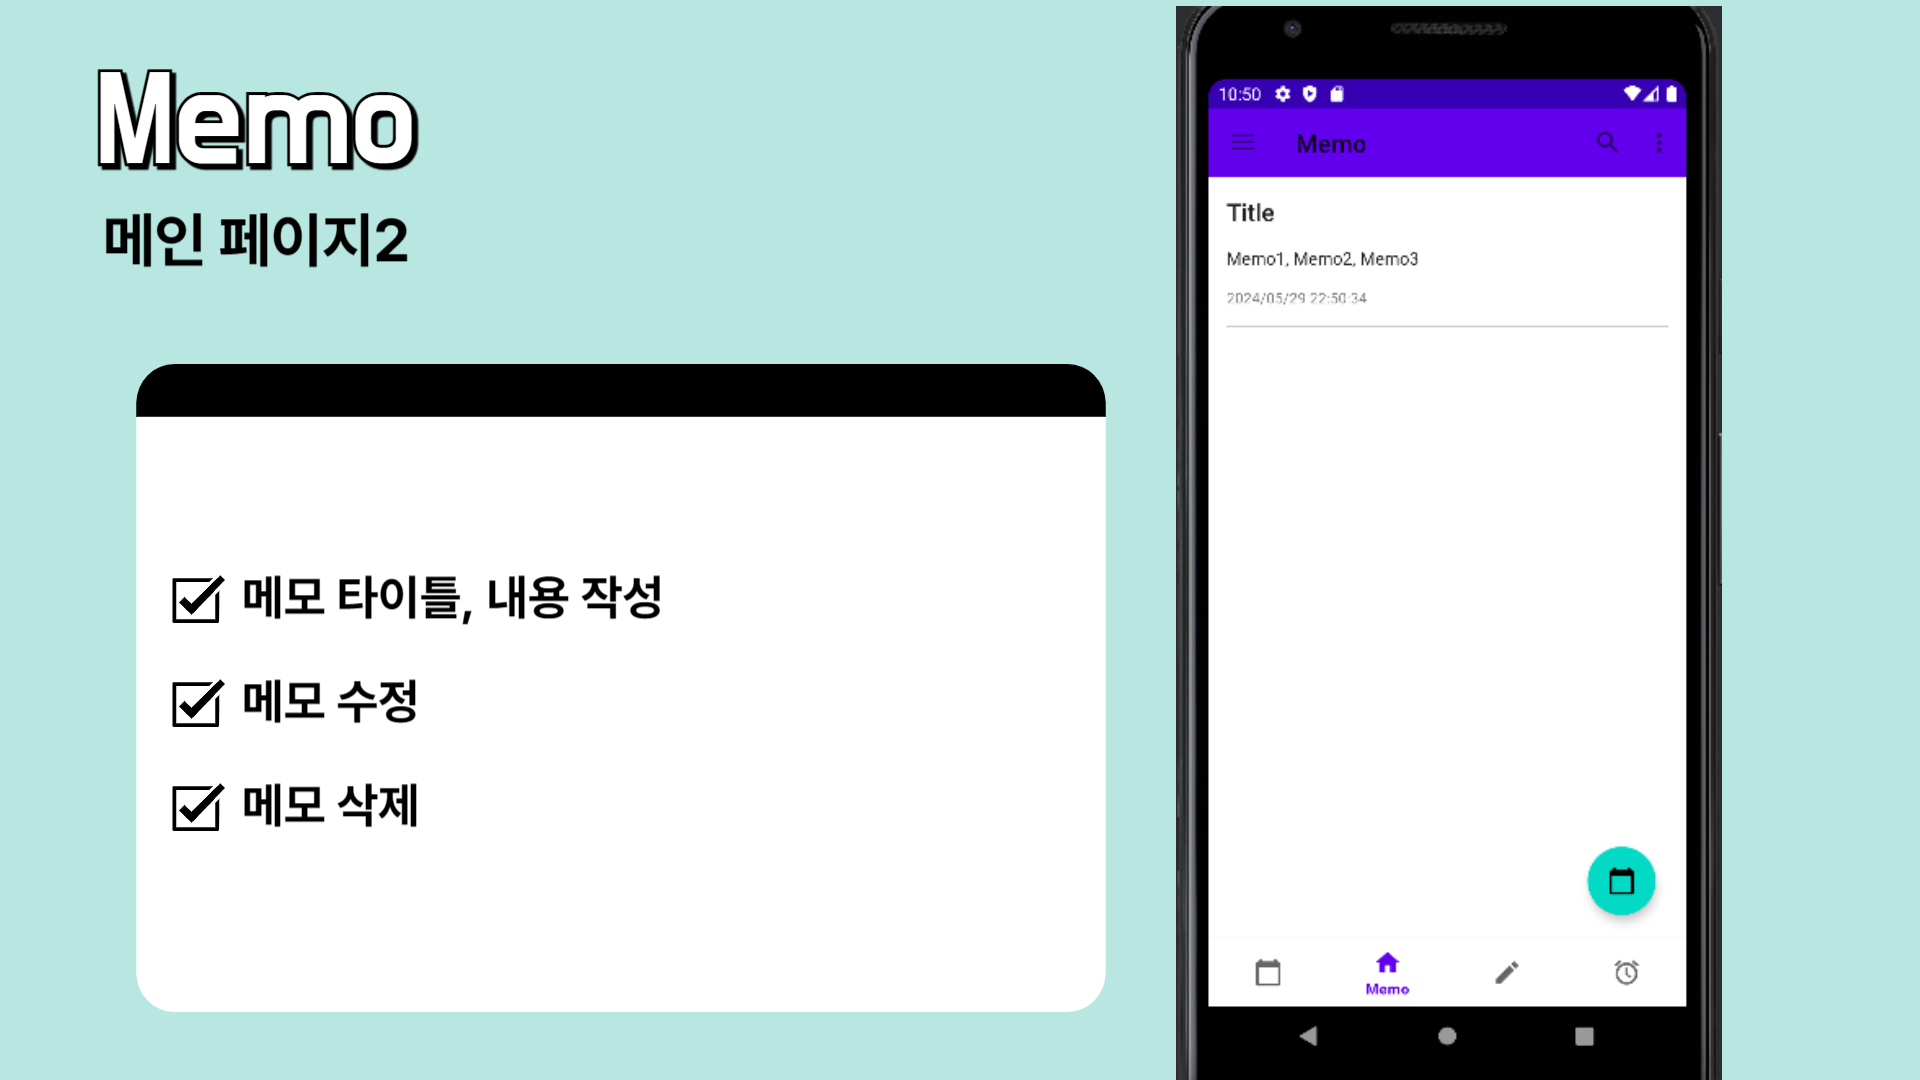 Memo
메인 페이지2
메모 타이틀, 내용 작성
메모 수정
메모 삭제
10:50
Memo
Title
Memo1, Memo2, Memo3
2024/05/29 22:50:34
Memo